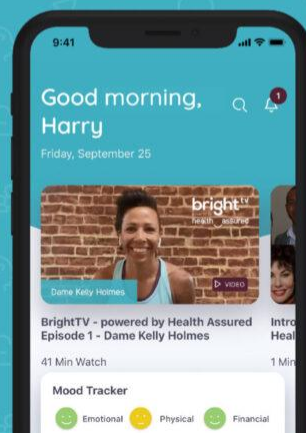 9:41
Good morning,
Harry
1
Friday, September 25
bright tv
health assured
Dame Kelly Holmes
VIDEO
BrightTV - powered by Health Assured
Episode 1 - Dame Kelly Holmes
41 Min Watch
Intro
Heal
1 Min
Mood Tracker
Emotional
Physical
Financial